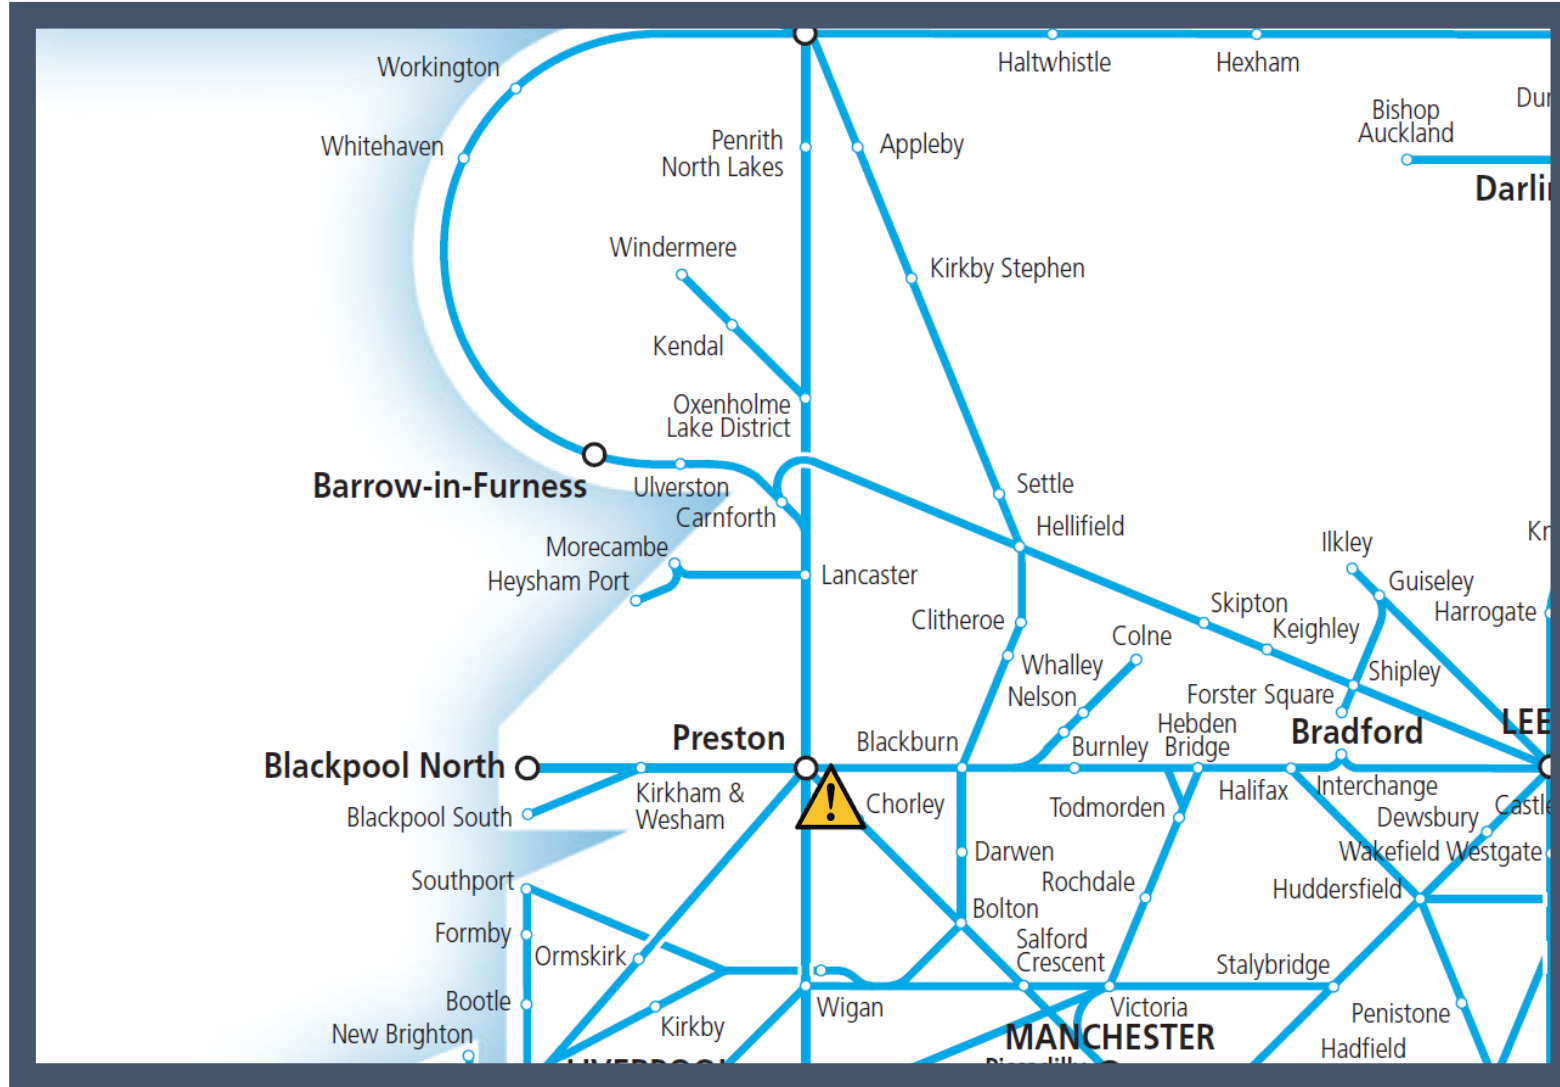 Workington
Haltwhistle
Hexham
Bishop
Auckland
Whitehaven
Penrith
North Lakes
Appleby
Windermere
Kirkby Stephen
Kendal
Oxenholme
Lake District
Barrow-in-Furness
Ulverston
Carnforth
Settle
Hellifield
Morecambe
Heysham Port
Lancaster
Ilkley
Guiseley
Harrogate
Clitheroe
Skipton
Keighley
Colne
Whalley
Nelson
Shipley
Forster Square
Bradford
Hebden
Bridge
Preston
Blackburn
Burnley
Blackpool North
Kirkham &
Wesham
Blackpool South
Chorley
Todmorden
Halifax
Interchange
Dewsbury
Wakefield Westgate
Darwen
Rochdale
Huddersfield
Southport
Formby
Ormskirk
Bolton
Salford
Crescent
Stalybridge
Bootle
New Brighton
Kirkby
Wigan
Victoria
MANCHESTER
Piccadilly
Penistone
Hadfield
LIVERPOOL